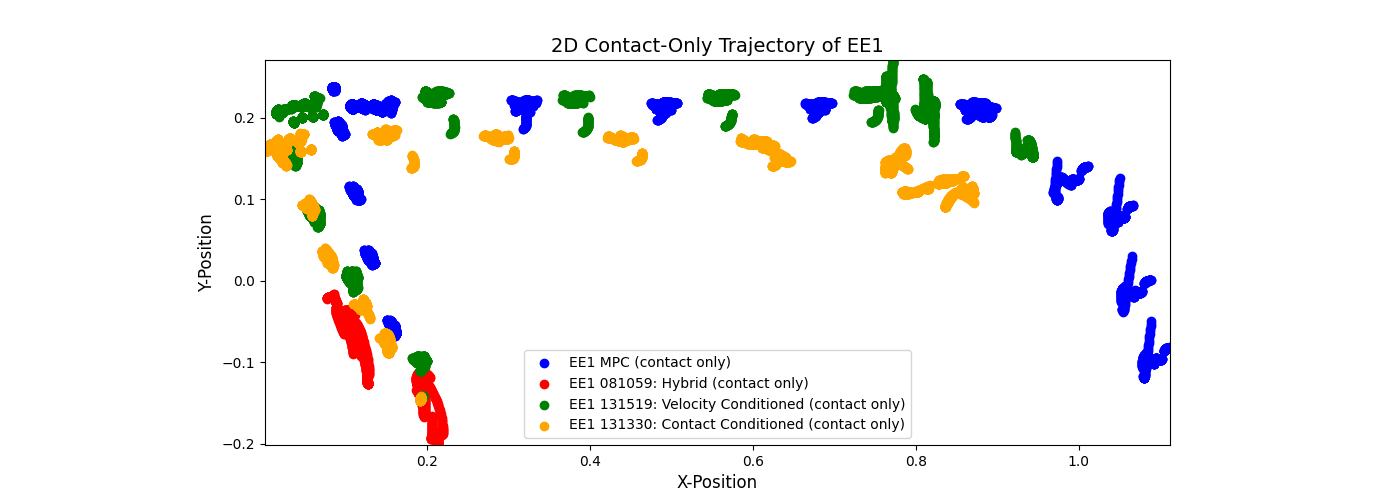 2D Contact-Only Trajectory of EE1
Y-Position
0.2
0.1
0.0
−0.1
−0.2
EE1 MPC (contact only)
EE1 081059: Hybrid (contact only)
EE1 131519: Velocity Conditioned (contact only)
EE1 131330: Contact Conditioned (contact only)
0.2 0.4 0.6 0.8 1.0
X-Position